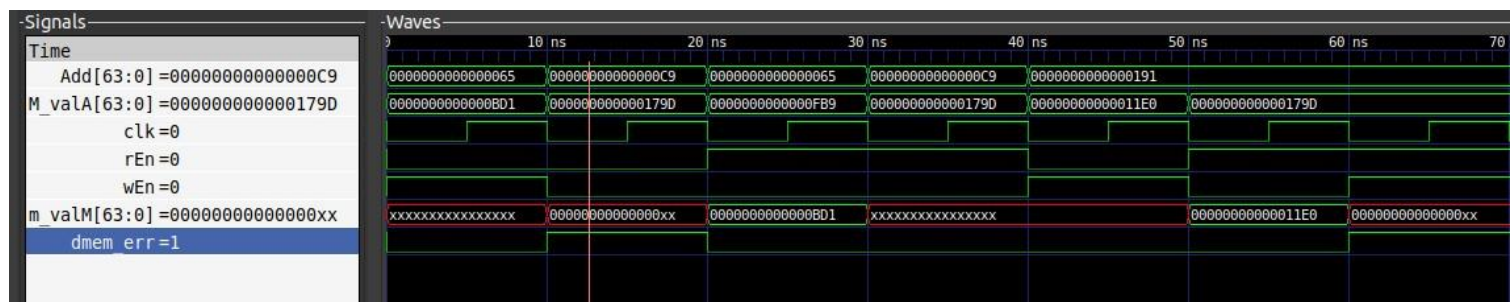 Signals Waves
Time 0 10 ns 20 ns 30 ns 40 ns 50 ns 60 ns 70
Add[63:0] =00000000000000C9 0000000000000065 00000000000000C9 0000000000000065 00000000000000C9 0000000000000191
M_valA[63:0] =000000000000179D 0000000000000BD1 000000000000179D 0000000000000FB9 000000000000179D 00000000000011E0 000000000000179D
clk =0
rEn =0
wEn =0
m_valM[63:0] =00000000000000xx xxxxxxxxxxxxxxxx 00000000000000xx 0000000000000BD1 xxxxxxxxxxxxxxxx 00000000000011E0 00000000000000xx
dmem_err =1